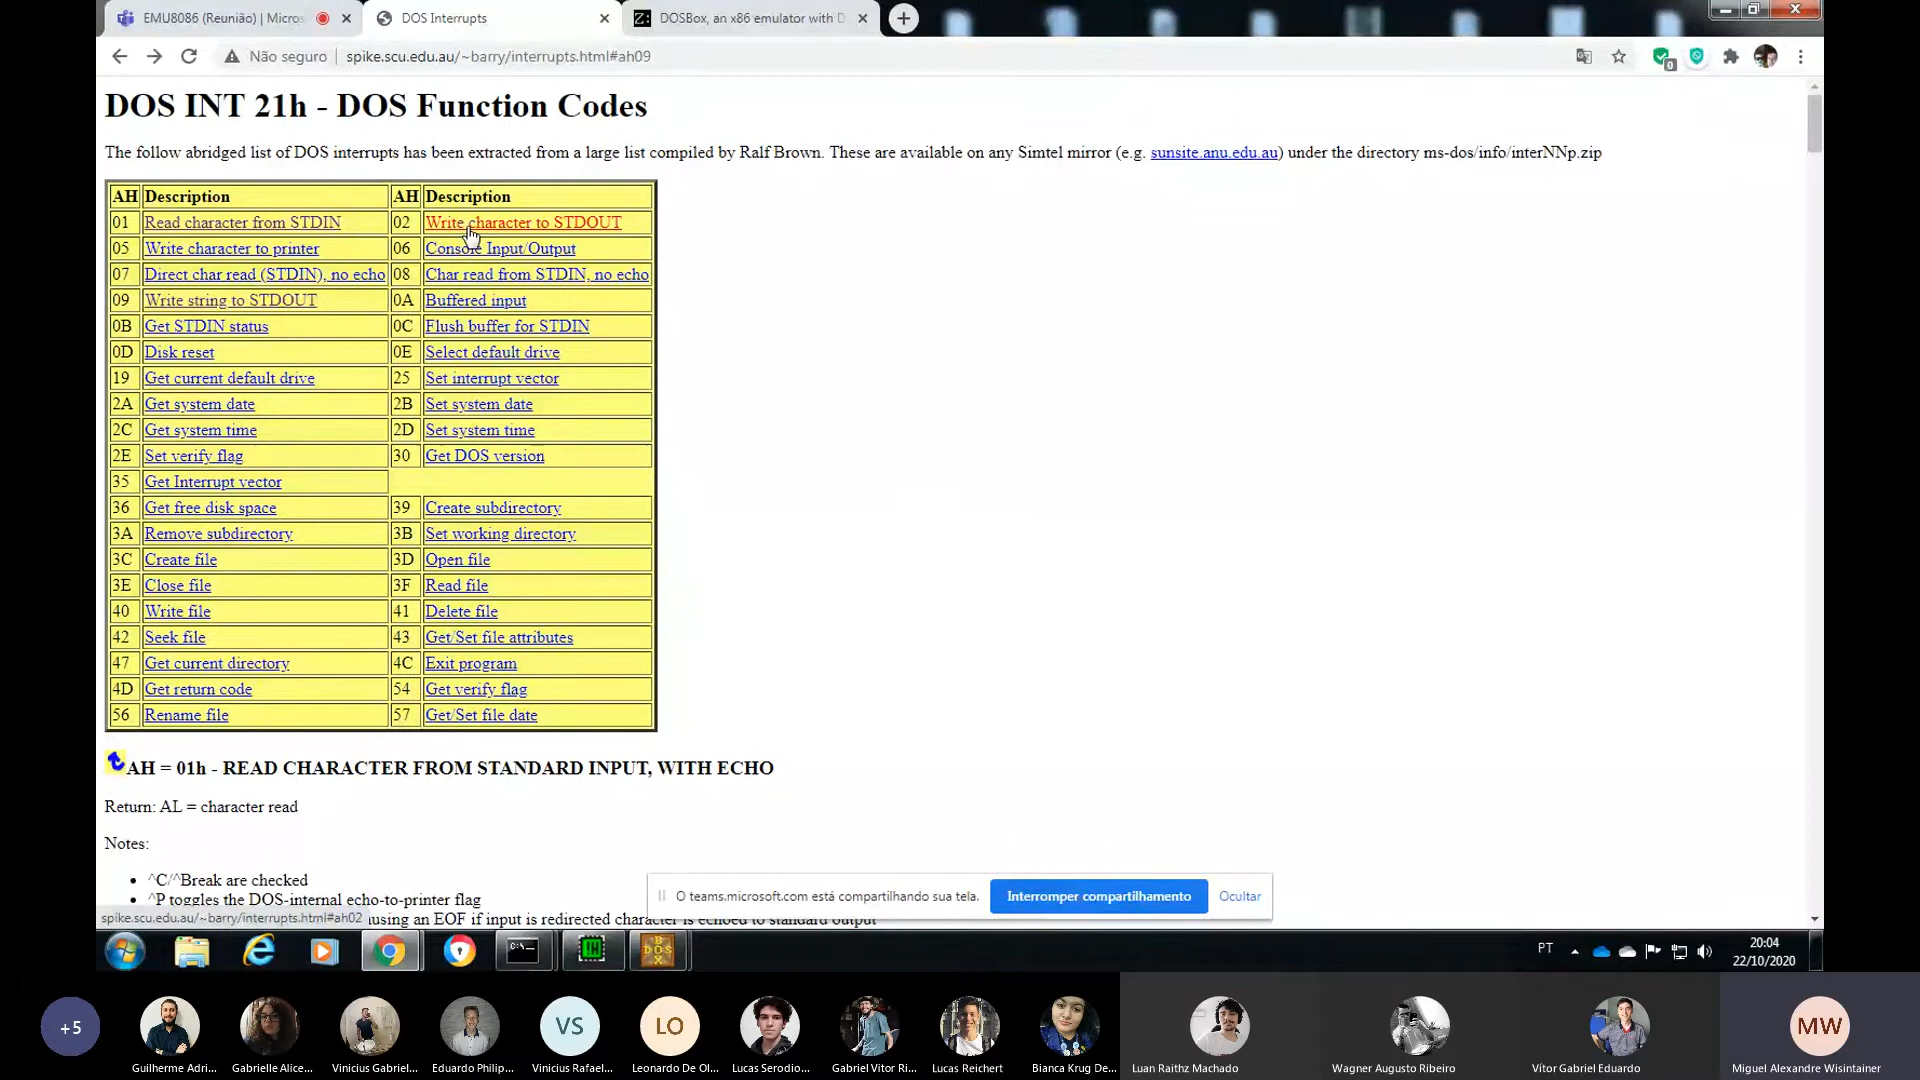 EMU8086 (Reunião) | Micros
DOS Interrupts
DOSBox, an x86 emulator with D
Não seguro
spike.scu.edu.au/~barry/interrupts.html#ah09
0
DOS INT 21h - DOS Function Codes
The follow abridged list of DOS interrupts has been extracted from a large list compiled by Ralf Brown. These are available on any Simtel mirror (e.g. sunsite.anu.edu.au) under the directory ms-dos/info/interNNp.zip
AH Description AH Description
01 Read character from STDIN 02 Write character to STDOUT
05 Write character to printer 06 Console Input/Output
07 Direct char read (STDIN), no echo 08 Char read from STDIN, no echo
09 Write string to STDOUT 0A Buffered input
0B Get STDIN status 0C Flush buffer for STDIN
0D Disk reset 0E Select default drive
19 Get current default drive 25 Set interrupt vector
2A Get system date 2B Set system date
2C Get system time 2D Set system time
2E Set verify flag 30 Get DOS version
35 Get Interrupt vector
36 Get free disk space 39 Create subdirectory
3A Remove subdirectory 3B Set working directory
3C Create file 3D Open file
3E Close file 3F Read file
40 Write file 41 Delete file
42 Seek file 43 Get/Set file attributes
47 Get current directory 4C Exit program
4D Get return code 54 Get verify flag
56 Rename file 57 Get/Set file date
AH = 01h - READ CHARACTER FROM STANDARD INPUT, WITH ECHO
Return: AL = character read
Notes:
• ^C/^Break are checked
• ^P toggles the DOS-internal echo-to-printer flag
using an EOF if input is redirected character is echoed to standard output
spike.scu.edu.au/~barry/interrupts.html#ah02
O teams.microsoft.com está compartilhando sua tela.
Interromper compartilhamento
Ocultar
PT
20:04
22/10/2020
+5
VS
LO
MW
Guilherme Adri...
Gabrielle Alice...
Vinicius Gabriel...
Eduardo Philip...
Vinicius Rafael...
Leonardo De Ol...
Lucas Serodio...
Gabriel Vitor Ri...
Lucas Reichert
Bianca Krug De...
Luan Raithz Machado
Wagner Augusto Ribeiro
Vítor Gabriel Eduardo
Miguel Alexandre Wisintainer